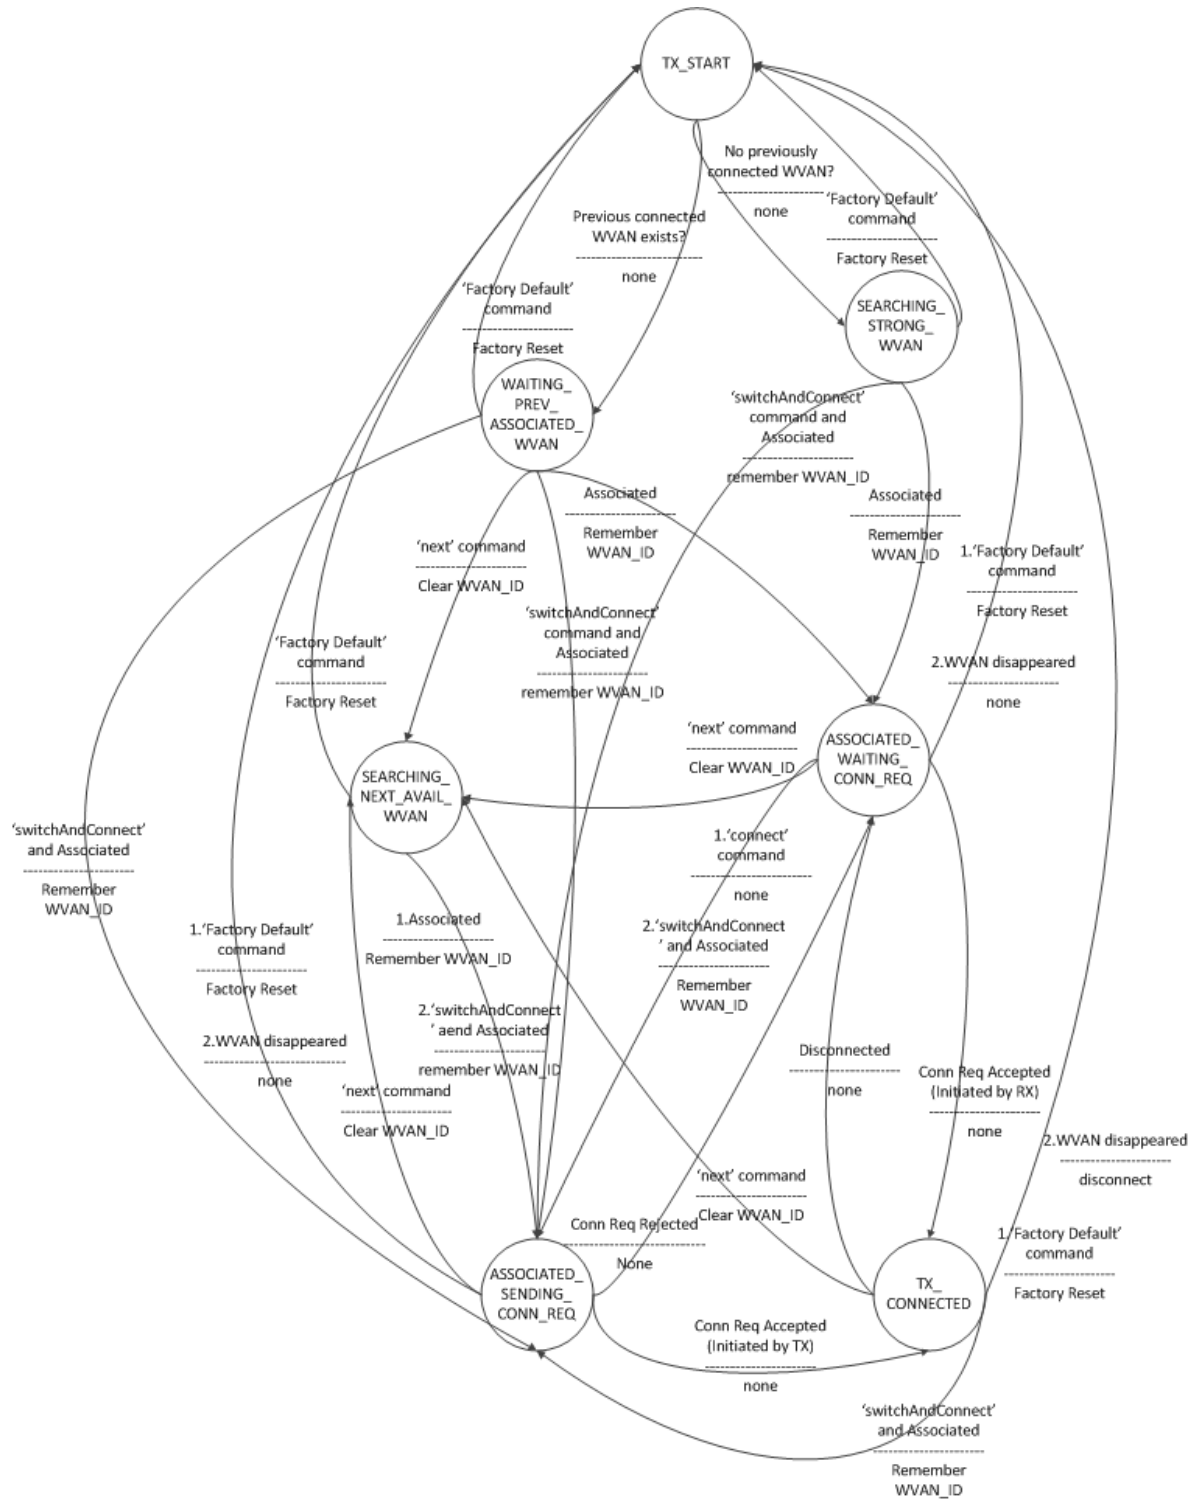 TX_START
No previously
connected WVAN?
none
'Factory Default'
command
Factory Reset
Previous connected
WVAN exists?
none
'Factory Default'
command
Factory Reset
SEARCHING_
STRONG_
WVAN
WAITING_
PREV_
ASSOCIATED_
WVAN
'switchAndConnect'
command and
Associated
remember WVAN_ID
Associated
Remember
WVAN_ID
Associated
Remember
WVAN_ID
'next' command
Clear WVAN_ID
1.'Factory Default'
command
Factory Reset
2.WVAN disappeared
none
'switchAndConnect'
command and
Associated
remember WVAN_ID
'Factory Default'
command
Factory Reset
'next' command
Clear WVAN_ID
ASSOCIATED_
WAITING_
CONN_REQ
SEARCHING_
NEXT_AVAIL_
WVAN
'switchAndConnect'
and Associated
Remember
WVAN_ID
1.'connect'
command
none
2.'switchAndConnect
' and Associated
Remember
WVAN_ID
1.Associated
Remember WVAN_ID
2.'switchAndConnect
' aend Associated
remember WVAN_ID
1.'Factory Default'
command
Factory Reset
2.WVAN disappeared
none
'next' command
Clear WVAN_ID
Disconnected
none
Conn Req Accepted
(Initiated by RX)
none
2.WVAN disappeared
disconnect
'next' command
Clear WVAN_ID
Conn Req Rejected
None
1.'Factory Default'
command
Factory Reset
ASSOCIATED_
SENDING_
CONN_REQ
TX_
CONNECTED
Conn Req Accepted
(Initiated by TX)
none
'switchAndConnect'
and Associated
Remember
WVAN_ID